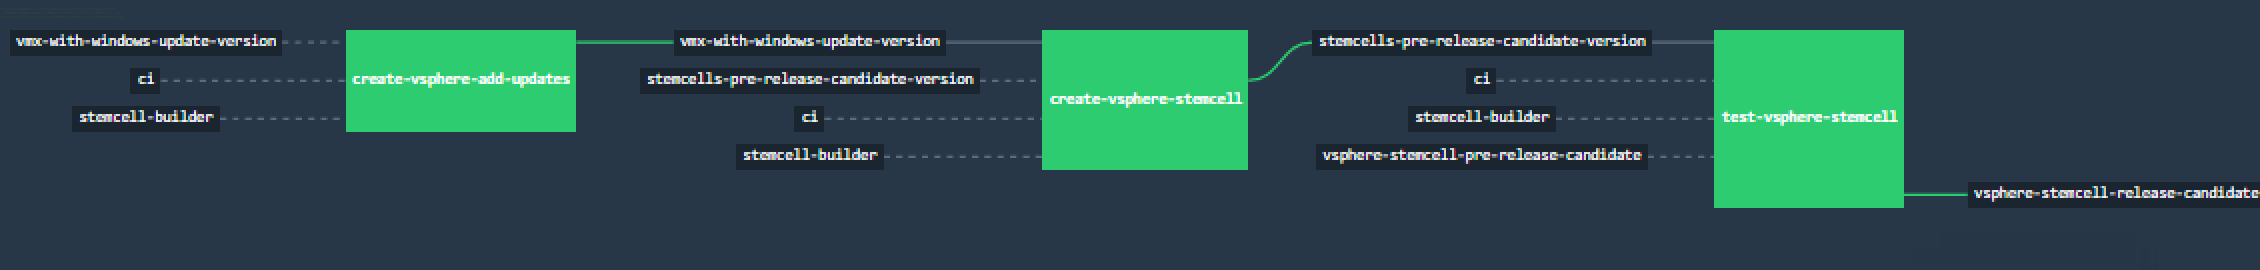 vmx-with-windows-update-version
ci
stemcell-builder
create-vsphere-add-updates
vmx-with-windows-update-version
stemcells-pre-release-candidate-version
ci
stemcell-builder
create-vsphere-stemcell
stemcells-pre-release-candidate-version
ci
stemcell-builder
vsphere-stemcell-pre-release-candidate
test-vsphere-stemcell
vsphere-stemcell-release-candidate-